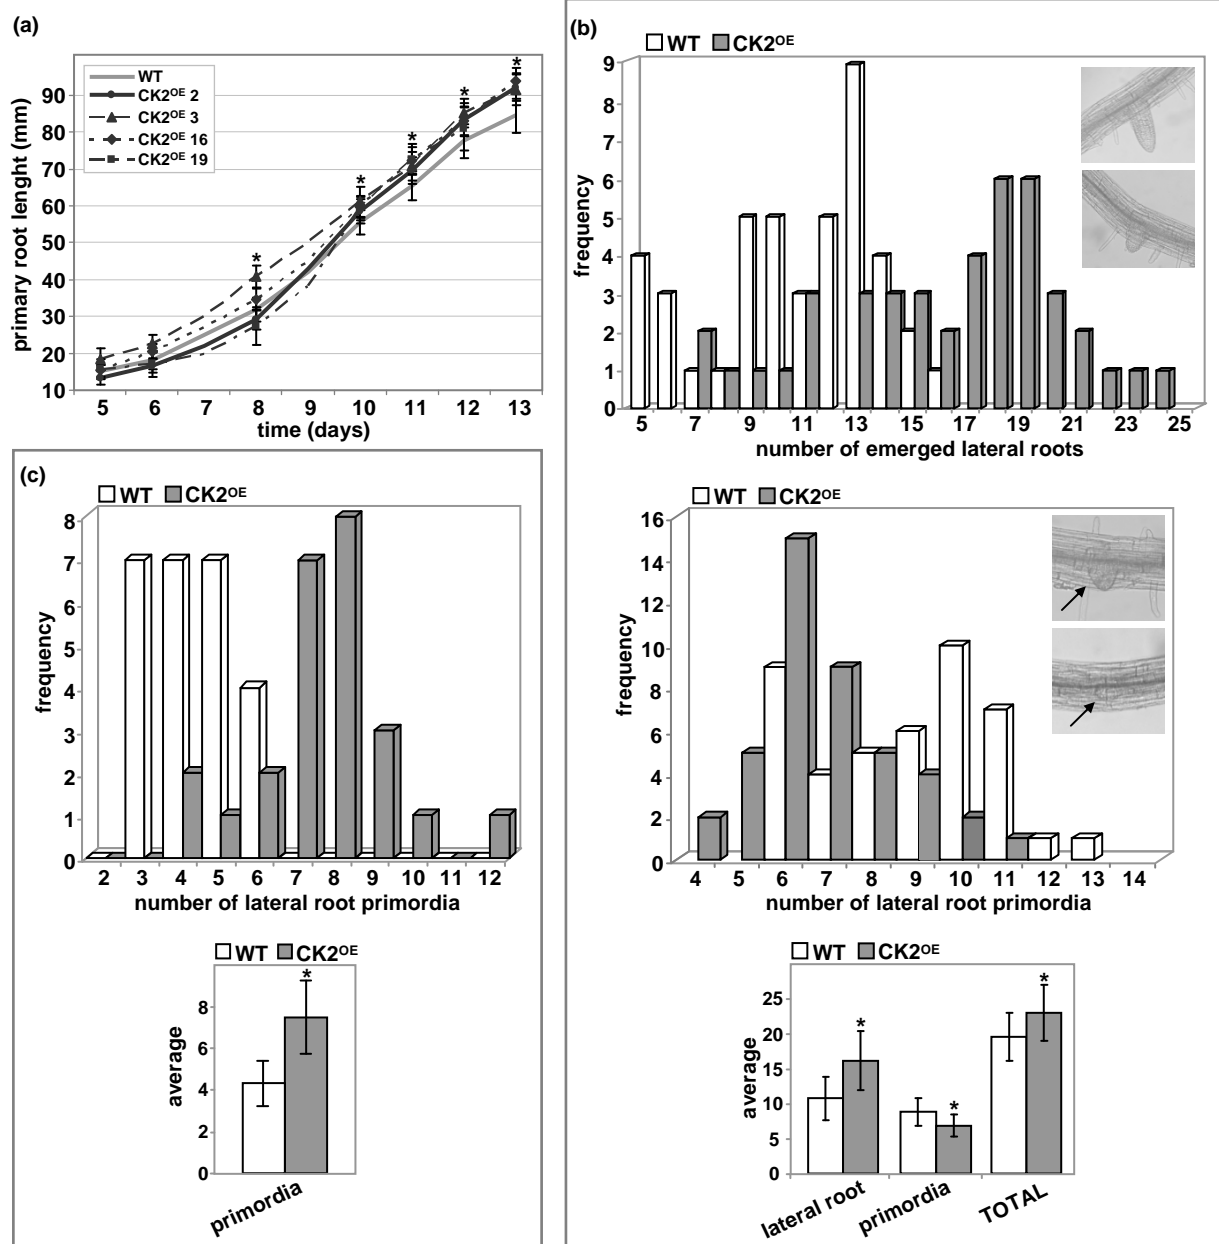 (a)
WT
CK2OE 2
CK2OE 3
CK2OE 16
CK2OE 19
primary root lenght (mm)
90
80
70
60
50
40
30
20
10
* * * * *
5 6 7 8 9 10 11 12 13
time (days)
(b)
WT CK2OE
frequency
9
8
7
6
5
4
3
2
1
0
5 7 9 11 13 15 17 19 21 23 25
number of emerged lateral roots
WT CK2OE
frequency
16
14
12
10
8
6
4
2
0
4 5 6 7 8 9 10 11 12 13 14
number of lateral root primordia
WT CK2OE
average
25
20
15
10
5
0
* * *
lateral root primordia TOTAL
(c)
WT CK2OE
frequency
8
7
6
5
4
3
2
1
0
2 3 4 5 6 7 8 9 10 11 12
number of lateral root primordia
WT CK2OE
average
8
6
4
2
0
*
primordia